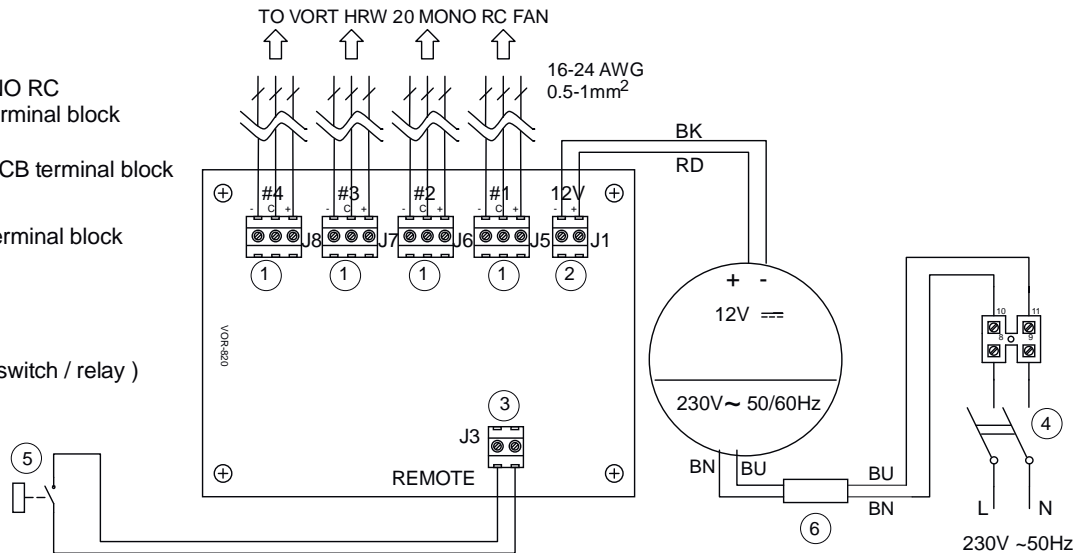 TO VORT HRW 20 MONO RC FAN
16-24 AWG
0.5-1mm²
NO RC
erminal block
CB terminal block
erminal block
switch / relay )
BK
RD
#4 #3 #2 #1 12V
- C + - C + - C + - C + - +
J8 J7 J6 J5 J1
1 1 1 1 2
+ -
12V
230V~ 50/60Hz
VOR-820
3
J3
REMOTE
5
10 11
8 9
4
BN BU
BU
BN
6
L N
230V ~50Hz